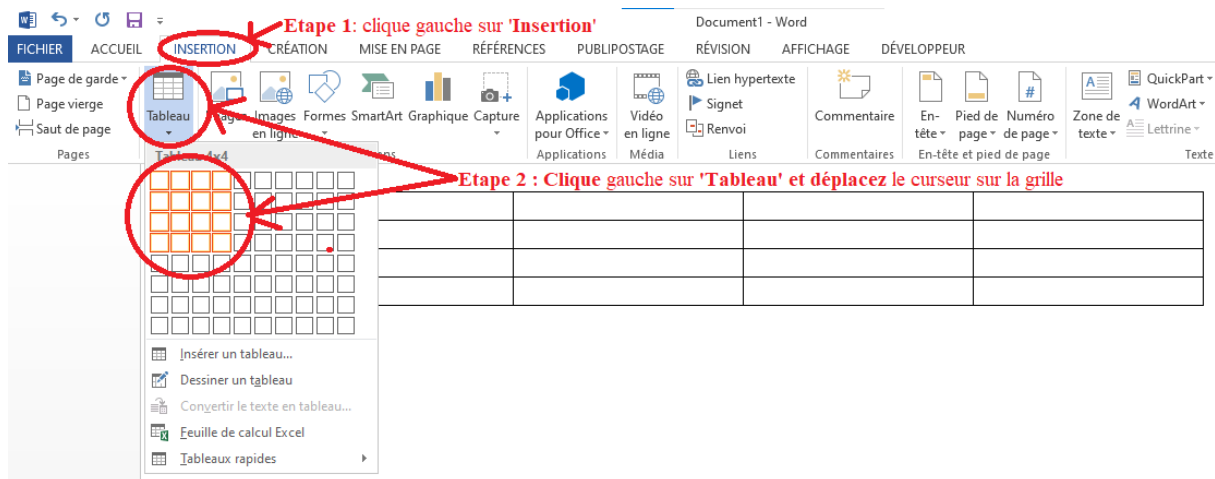 Document1 - Word
Etape 1: clique gauche sur 'Insertion'
FICHIER ACCUEIL INSERTION CRÉATION MISE EN PAGE RÉFÉRENCES PUBLIPOSTAGE RÉVISION AFFICHAGE DÉVELOPPEUR
Page de garde Lien hypertexte QuickPart
Page vierge Tableau Images Formes SmartArt Graphique Capture Applications Vidéo Signet Commentaire En- Pied de Numéro Zone de WordArt
Saut de page en ligne pour Office en ligne Renvoi tête page de page texte Lettrine
Pages Applications Média Liens Commentaires En-tête et pied de page Texte
Tableau 4x4
Etape 2 : Clique gauche sur 'Tableau' et déplacez le curseur sur la grille
Insérer un tableau...
Dessiner un tableau
Convertir le texte en tableau...
Feuille de calcul Excel
Tableaux rapides